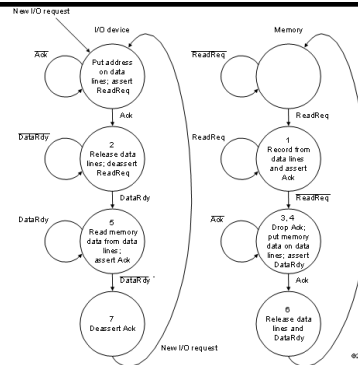 New I/O request
I/O device
Ack
Put address
on data
lines; assert
ReadReq
Ack
DataRdy
2
Release data
lines; deassert
ReadReq
DataRdy
DataRdy
5
Read memory
data from data
lines;
assert Ack
DataRdy
7
Deassert Ack
New I/O request
Memory
ReadReq
ReadReq
ReadReq
1
Record from
data lines
and assert
Ack
ReadReq
Ack
3, 4
Drop Ack;
put memory
data on data
lines; assert
DataRdy
Ack
6
Release data
lines and
DataRdy